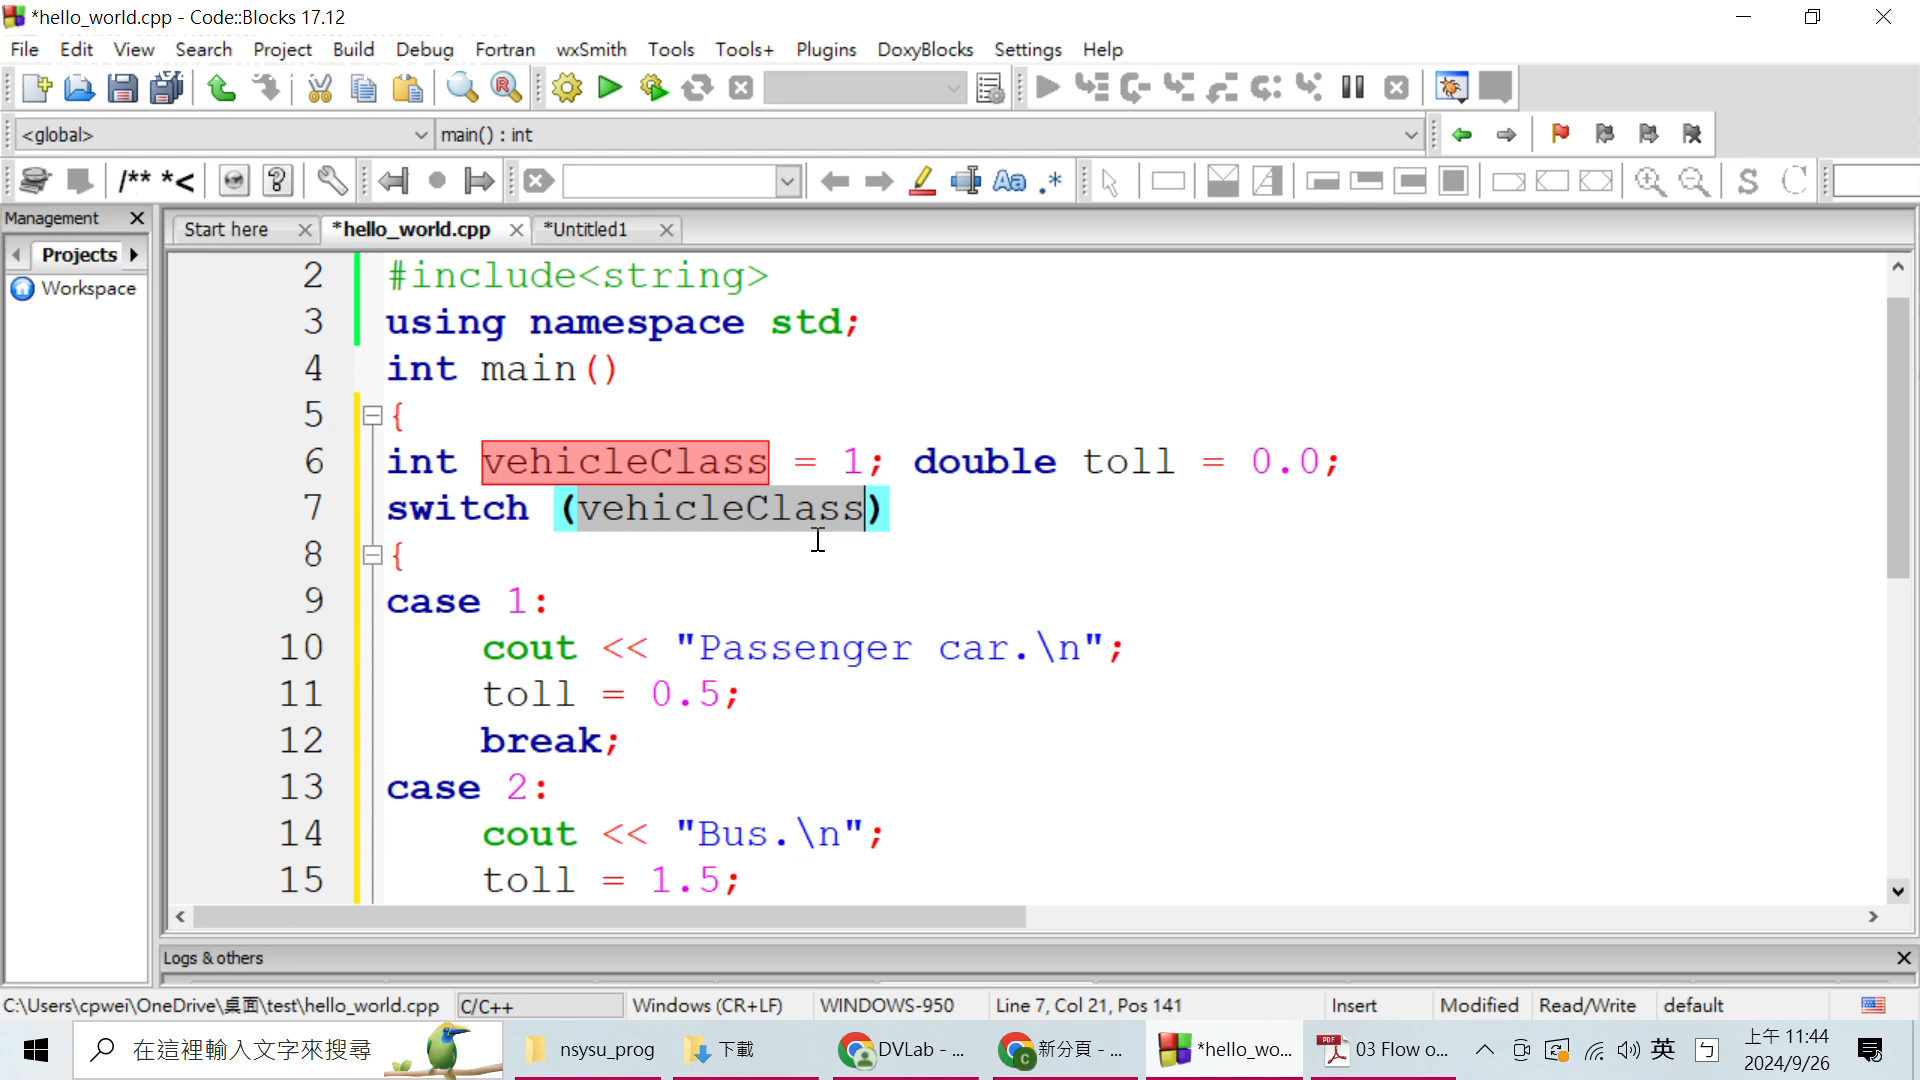 *hello_world.cpp - Code::Blocks 17.12
File Edit View Search Project Build Debug Fortran wxSmith Tools Tools+ Plugins DoxyBlocks Settings Help
<global> main() : int
/** *<
Management
Start here *hello_world.cpp *Untitled1
Projects
Workspace
2 #include<string>
3 using namespace std;
4 int main()
5 {
6 int vehicleClass = 1; double toll = 0.0;
7 switch (vehicleClass)
8 {
9 case 1:
10 cout << "Passenger car.\n";
11 toll = 0.5;
12 break;
13 case 2:
14 cout << "Bus.\n";
15 toll = 1.5;
Logs & others
C:\Users\cpwei\OneDrive\桌面\test\hello_world.cpp C/C++ Windows (CR+LF) WINDOWS-950 Line 7, Col 21, Pos 141 Insert Modified Read/Write default
在這裡輸入文字來搜尋 nsysu_prog 下載 DVLab - ... 新分頁 - ... *hello_wo... 03 Flow o... 英 上午 11:44
2024/9/26